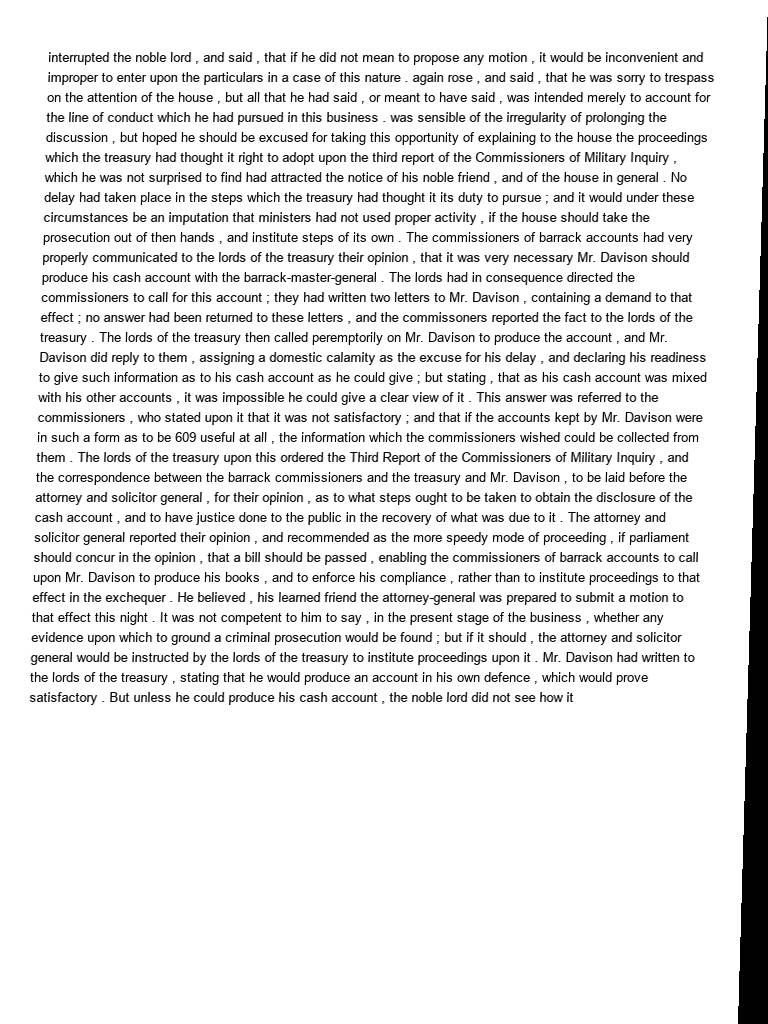 interrupted the noble lord , and said , that if he did not mean to propose any motion , it would be inconvenient and
improper to enter upon the particulars in a case of this nature . again rose , and said , that he was sorry to trespass
on the attention of the house , but all that he had said , or meant to have said , was intended merely to account for
the line of conduct which he had pursued in this business . was sensible of the irregularity of prolonging the
discussion , but hoped he should be excused for taking this opportunity of explaining to the house the proceedings
which the treasury had thought it right to adopt upon the third report of the Commissioners of Military Inquiry ,
which he was not surprised to find had attracted the notice of his noble friend , and of the house in general . No
delay had taken place in the steps which the treasury had thought it its duty to pursue ; and it would under these
circumstances be an imputation that ministers had not used proper activity , if the house should take the
prosecution out of then hands , and institute steps of its own . The commissioners of barrack accounts had very
properly communicated to the lords of the treasury their opinion , that it was very necessary Mr. Davison should
produce his cash account with the barrack-master-general . The lords had in consequence directed the
commissioners to call for this account ; they had written two letters to Mr. Davison , containing a demand to that
effect ; no answer had been returned to these letters , and the commissoners reported the fact to the lords of the
treasury . The lords of the treasury then called peremptorily on Mr. Davison to produce the account , and Mr.
Davison did reply to them , assigning a domestic calamity as the excuse for his delay , and declaring his readiness
to give such information as to his cash account as he could give ; but stating , that as his cash account was mixed
with his other accounts , it was impossible he could give a clear view of it . This answer was referred to the
commissioners , who stated upon it that it was not satisfactory ; and that if the accounts kept by Mr. Davison were
in such a form as to be 609 useful at all , the information which the commissioners wished could be collected from
them . The lords of the treasury upon this ordered the Third Report of the Commissioners of Military Inquiry , and
the correspondence between the barrack commissioners and the treasury and Mr. Davison , to be laid before the
attorney and solicitor general , for their opinion , as to what steps ought to be taken to obtain the disclosure of the
cash account , and to have justice done to the public in the recovery of what was due to it . The attorney and
solicitor general reported their opinion , and recommended as the more speedy mode of proceeding , if parliament
should concur in the opinion , that a bill should be passed , enabling the commissioners of barrack accounts to call
upon Mr. Davison to produce his books , and to enforce his compliance , rather than to institute proceedings to that
effect in the exchequer . He believed , his learned friend the attorney-general was prepared to submit a motion to
that effect this night . It was not competent to him to say , in the present stage of the business , whether any
evidence upon which to ground a criminal prosecution would be found ; but if it should , the attorney and solicitor
general would be instructed by the lords of the treasury to institute proceedings upon it . Mr. Davison had written to
the lords of the treasury , stating that he would produce an account in his own defence , which would prove
satisfactory . But unless he could produce his cash account , the noble lord did not see how it